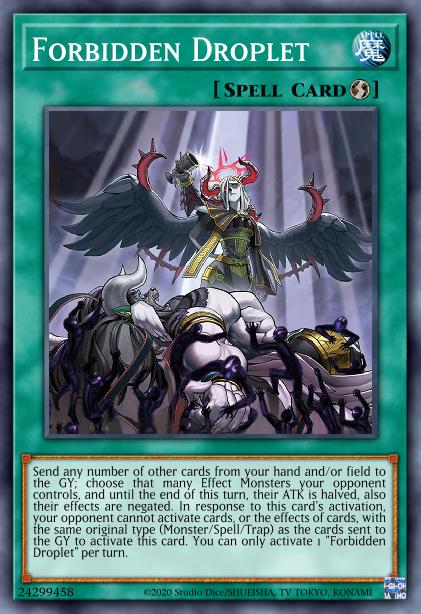 FORBIDDEN DROPLET
SPELL
魔
[SPELL CARD]
Send any number of other cards from your hand and/or field to
the GY; choose that many Effect Monsters your opponent
controls, and until the end of this turn, their ATK is halved, also
their effects are negated. In response to this card's activation,
your opponent cannot activate cards, or the effects of cards, with
the same original type (Monster/Spell/Trap) as the cards sent to
the GY to activate this card. You can only activate 1 "Forbidden
Droplet" per turn.
24299458
©2020 Studio Dice/SHUEISHA, TV TOKYO, KONAMI